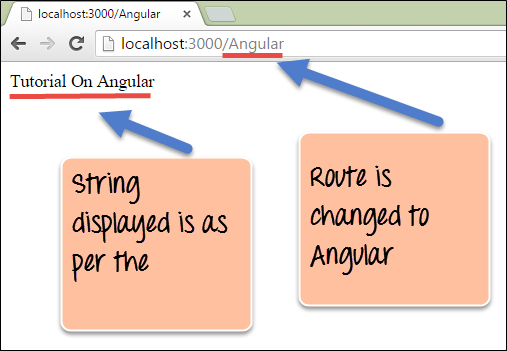 localhost:3000/Angular
localhost:3000/Angular
Tutorial On Angular
String
displayed is as
per the
Route is
changed to
Angular